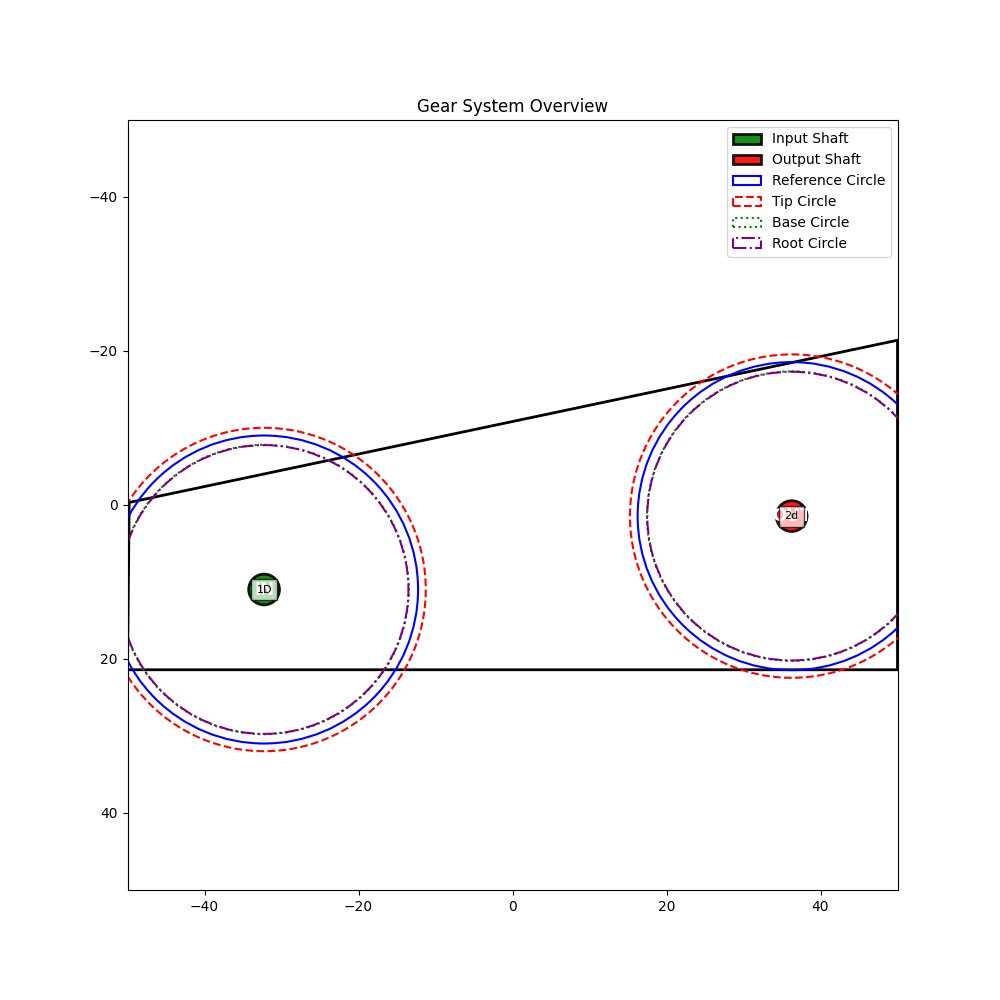 Gear System Overview
Input Shaft
Output Shaft
Reference Circle
Tip Circle
Base Circle
Root Circle
−40
−20
0
20
40
1D
2d
−40
−20
0
20
40